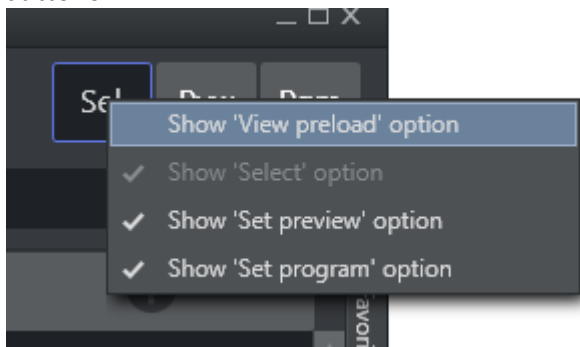 Show 'View preload' option
Show 'Select' option
Show 'Set preview' option
Show 'Set program' option